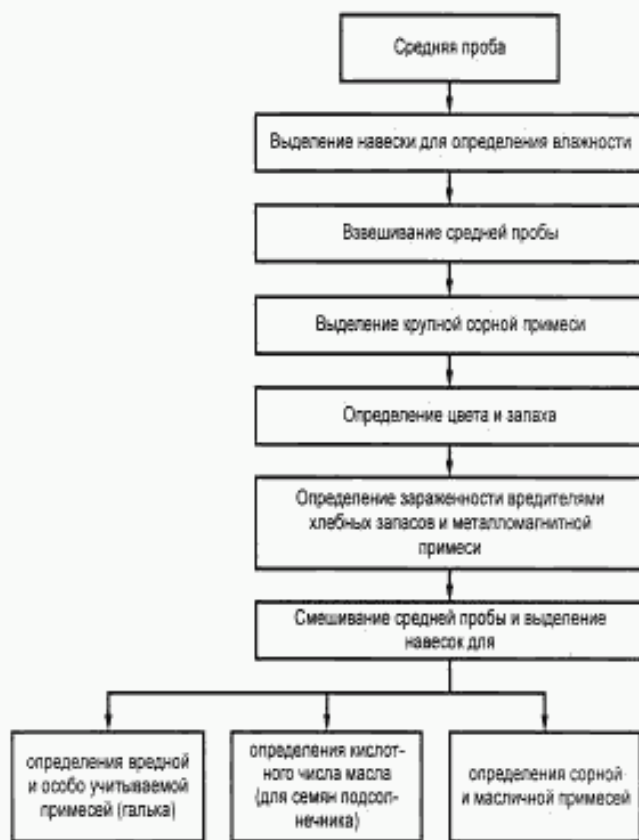 Средняя проба
Выделение навески для определения влажности
Взвешивание средней пробы
Выделение крупной сорной примеси
Определение цвета и запаха
Определение зараженности вредителями
хлебных запасов и металломагнитной
примеси
Смешивание средней пробы и выделение
навесок для
определения вредной
и особо учитываемой
примесей (галька)
определения кислот-
ного числа масла
(для семян подсол-
нечника)
определения сорной
и масличной примесей